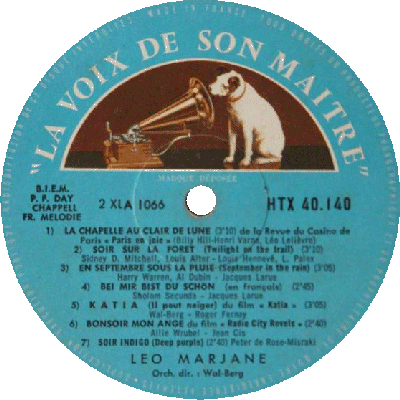 MADE IN FRANCE
"LA VOIX DE SON MAITRE"
MARQUE DÉPOSÉE
B.I.E.M.
P. F. DAY
CHAPPELL
FR. MELODIE
2 XLA 1066
HTX 40.140
1) LA CHAPELLE AU CLAIR DE LUNE (3'10) de la Revue du Casino de
Paris « Paris en joie » (Billy Hill-Henri Varna, Léo Lelièvre)
2) SOIR SUR LA FORET (Twilight on the trail) (3'10)
Sidney D. Mitchell, Louis Alter - Louis Hennevé, L. Palex
3) EN SEPTEMBRE SOUS LA PLUIE (September in the rain) (3'05)
Harry Warren, Al Dubin - Jacques Larue
4) BEI MIR BIST DU SCHÖN (en français) (2'45)
Sholom Secunda - Jacques Larue
5) KATIA (Il peut neiger) du film « Katia » (3'05)
Wal-Berg - Roger Fernay
6) BONSOIR MON ANGE du film « Radio City Revels » (2'40)
Allie Wrubel - Jean Cis
7) SOIR INDIGO (Deep purple) (2'40) Peter de Rose-Misraki
LEO MARJANE
Orch. dir. : Wal-Berg